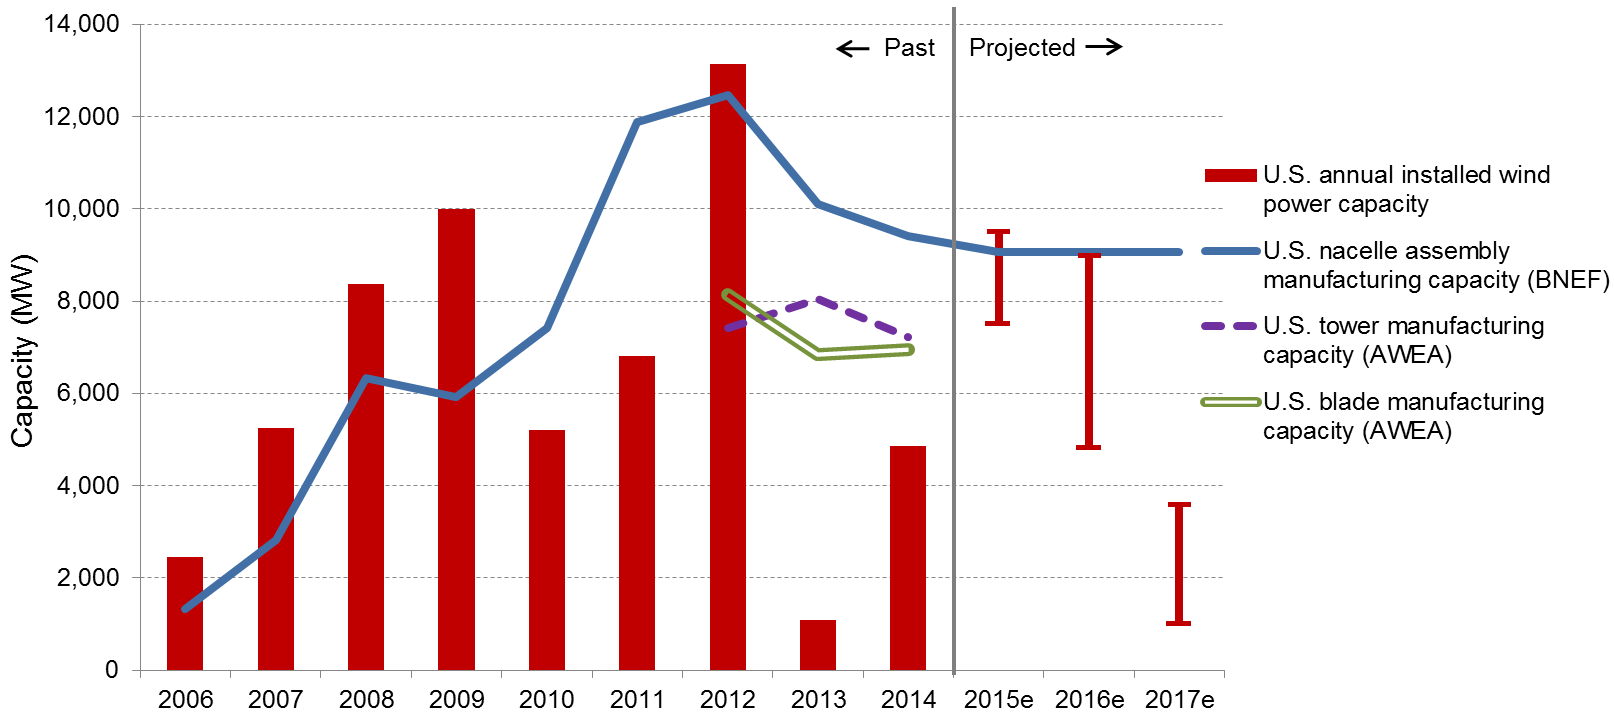 14,000
12,000
10,000
8,000
6,000
4,000
2,000
0
Capacity (MW)
Past
Projected
U.S. annual installed wind
power capacity
U.S. nacelle assembly
manufacturing capacity (BNEF)
U.S. tower manufacturing
capacity (AWEA)
U.S. blade manufacturing
capacity (AWEA)
2006 2007 2008 2009 2010 2011 2012 2013 2014 2015e 2016e 2017e